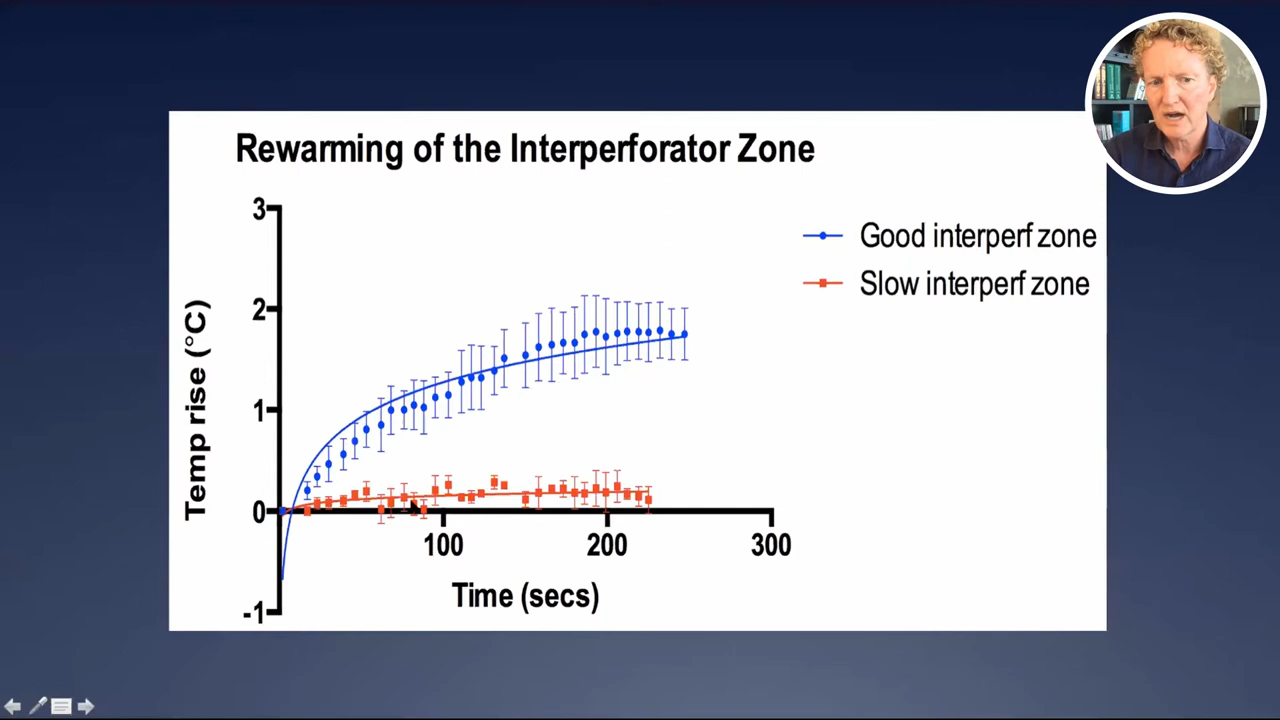 Rewarming of the Interperforator Zone
3
2
1
0
-1
Temp rise (°C)
100
200
300
Time (secs)
Good interperf zone
Slow interperf zone